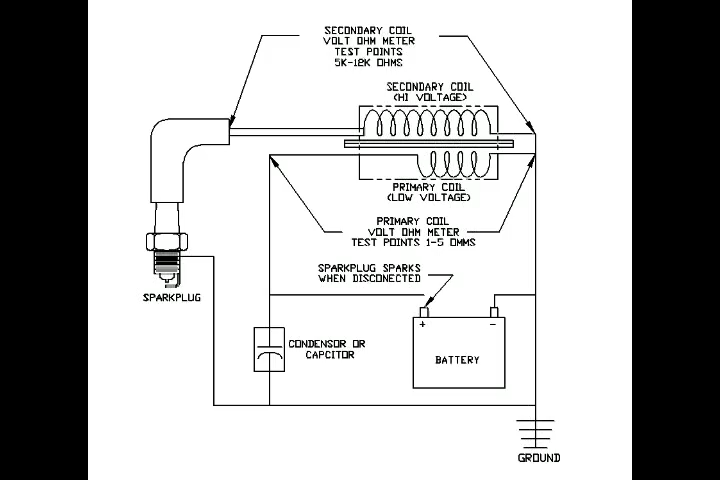 SECONDARY COIL
VOLT OHM METER
TEST POINTS
5K-12K OHMS
SECONDARY COIL
(HI VOLTAGE)
PRIMARY COIL
(LOW VOLTAGE)
PRIMARY COIL
VOLT OHM METER
TEST POINTS 1-5 OMMS
SPARKPLUG SPARKS
WHEN DISCONECTED
SPARKPLUG
+ −
CONDENSOR OR
CAPCITOR
BATTERY
GROUND